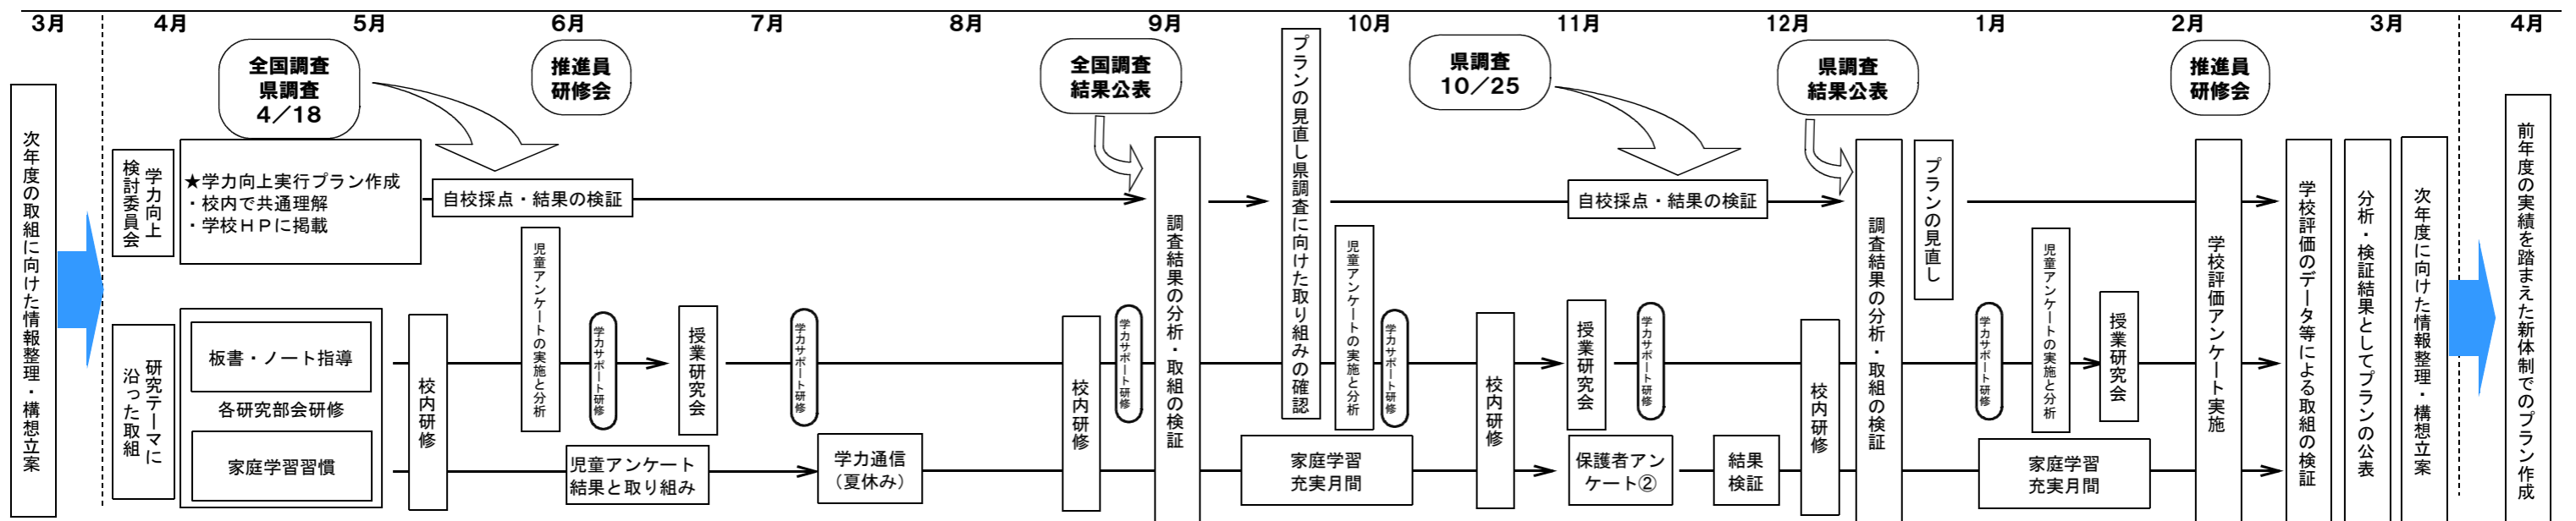 3月
4月
5月
6月
7月
8月
9月
10月
11月
12月
1月
2月
3月
4月
全国調査
県調査
4／18
推進員
研修会
全国調査
結果公表
県調査
10／25
県調査
結果公表
推進員
研修会
次年度の取組に向けた情報整理・構想立案
学力向上
検討委員会
★学力向上実行プラン作成
・校内で共通理解
・学校ＨＰに掲載
自校採点・結果の検証
調査結果の分析・取組の検証
プランの見直し県調査に向けた取り組みの確認
自校採点・結果の検証
調査結果の分析・取組の検証
プランの見直し
学校評価アンケート実施
学校評価のデータ等による取組の検証
分析・検証結果としてプランの公表
次年度に向けた情報整理・構想立案
前年度の実績を踏まえた新体制でのプラン作成
研究テーマに
沿った取組
板書・ノート指導
各研究部会研修
家庭学習習慣
校内研修
児童アンケートの実施と分析
学力サポート研修
授業研究会
学力サポート研修
校内研修
学力サポート研修
児童アンケートの実施と分析
学力サポート研修
校内研修
授業研究会
学力サポート研修
校内研修
学力サポート研修
児童アンケートの実施と分析
授業研究会
児童アンケート
結果と取り組み
学力通信
（夏休み）
家庭学習
充実月間
保護者アン
ケート②
結果
検証
家庭学習
充実月間